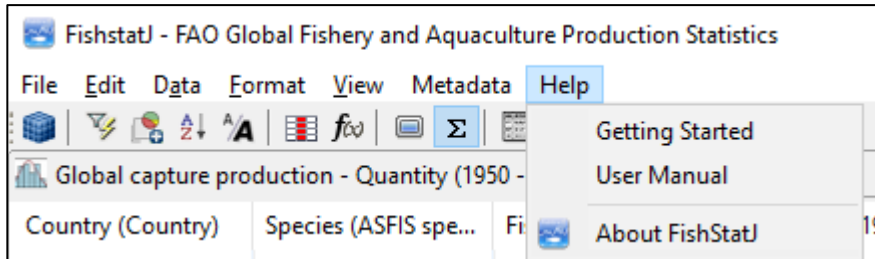 FishstatJ - FAO Global Fishery and Aquaculture Production Statistics
File Edit Data Format View Metadata Help
Getting Started
Global capture production - Quantity (1950 -
User Manual
Country (Country) Species (ASFIS spe... Fi
About FishStatJ